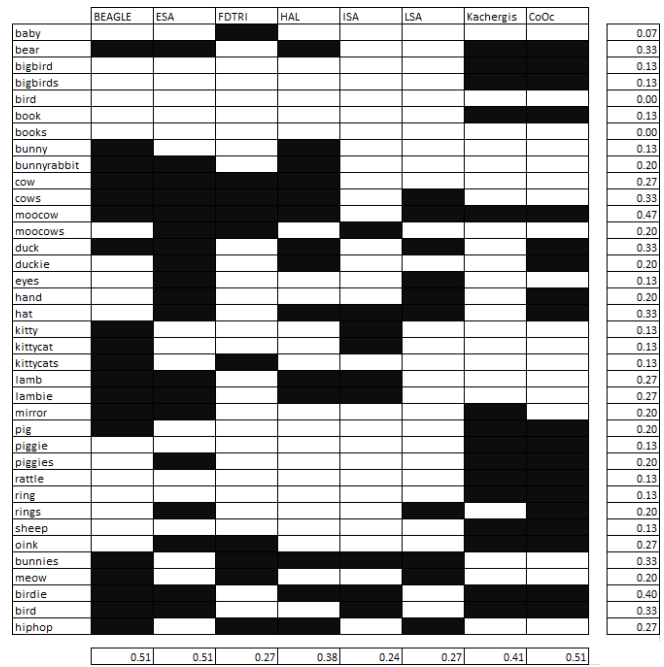 BEAGLE ESA FDTRI HAL ISA LSA Kachergis CoOc
baby 0.07
bear 0.33
bigbird 0.13
bigbirds 0.13
bird 0.00
book 0.13
books 0.00
bunny 0.13
bunnyrabbit 0.20
cow 0.27
cows 0.33
moocow 0.47
moocows 0.20
duck 0.33
duckie 0.20
eyes 0.13
hand 0.20
hat 0.33
kitty 0.13
kittycat 0.13
kittycats 0.13
lamb 0.27
lambie 0.27
mirror 0.20
pig 0.20
piggie 0.13
piggies 0.20
rattle 0.13
ring 0.13
rings 0.20
sheep 0.13
oink 0.27
bunnies 0.33
meow 0.20
birdie 0.40
bird 0.33
hiphop 0.27
0.51 0.51 0.27 0.38 0.24 0.27 0.41 0.51